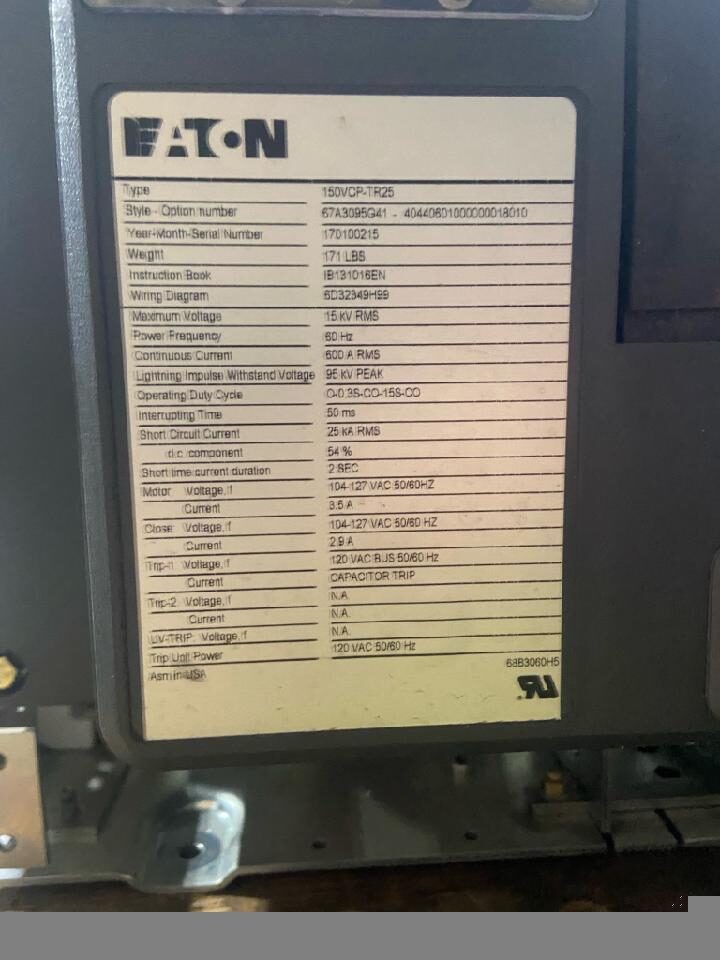 EATON
Type 150VCP-TR25
Style - Option number 67A3095G41 - 40440601000000018010
Year-Month-Serial Number 170100215
Weight 171 LBS
Instruction Book IB131016EN
Wiring Diagram 6D32349H99
Maximum Voltage 15 KV RMS
Power Frequency 60 Hz
Continuous Current 600 A RMS
Lightning Impulse Withstand Voltage 95 KV PEAK
Operating Duty Cycle O-0.3S-CO-15S-CO
Interrupting Time 50 ms
Short Circuit Current 25 KA RMS
d.c. component 54 %
Short time current duration 2 SEC
Motor Voltage, f 104-127 VAC 50/60HZ
Current 3.5 A
Close: Voltage, f 104-127 VAC 50/60 HZ
Current 2.9 A
Trip-1 Voltage, f 120 VAC BUS 50/60 Hz
Current CAPACITOR TRIP
Trip-2 Voltage, f N.A.
Current N.A.
UV-TRIP: Voltage, f N.A.
Trip Unit Power 120 VAC 50/60 Hz
68B3060H5
Asm in USA